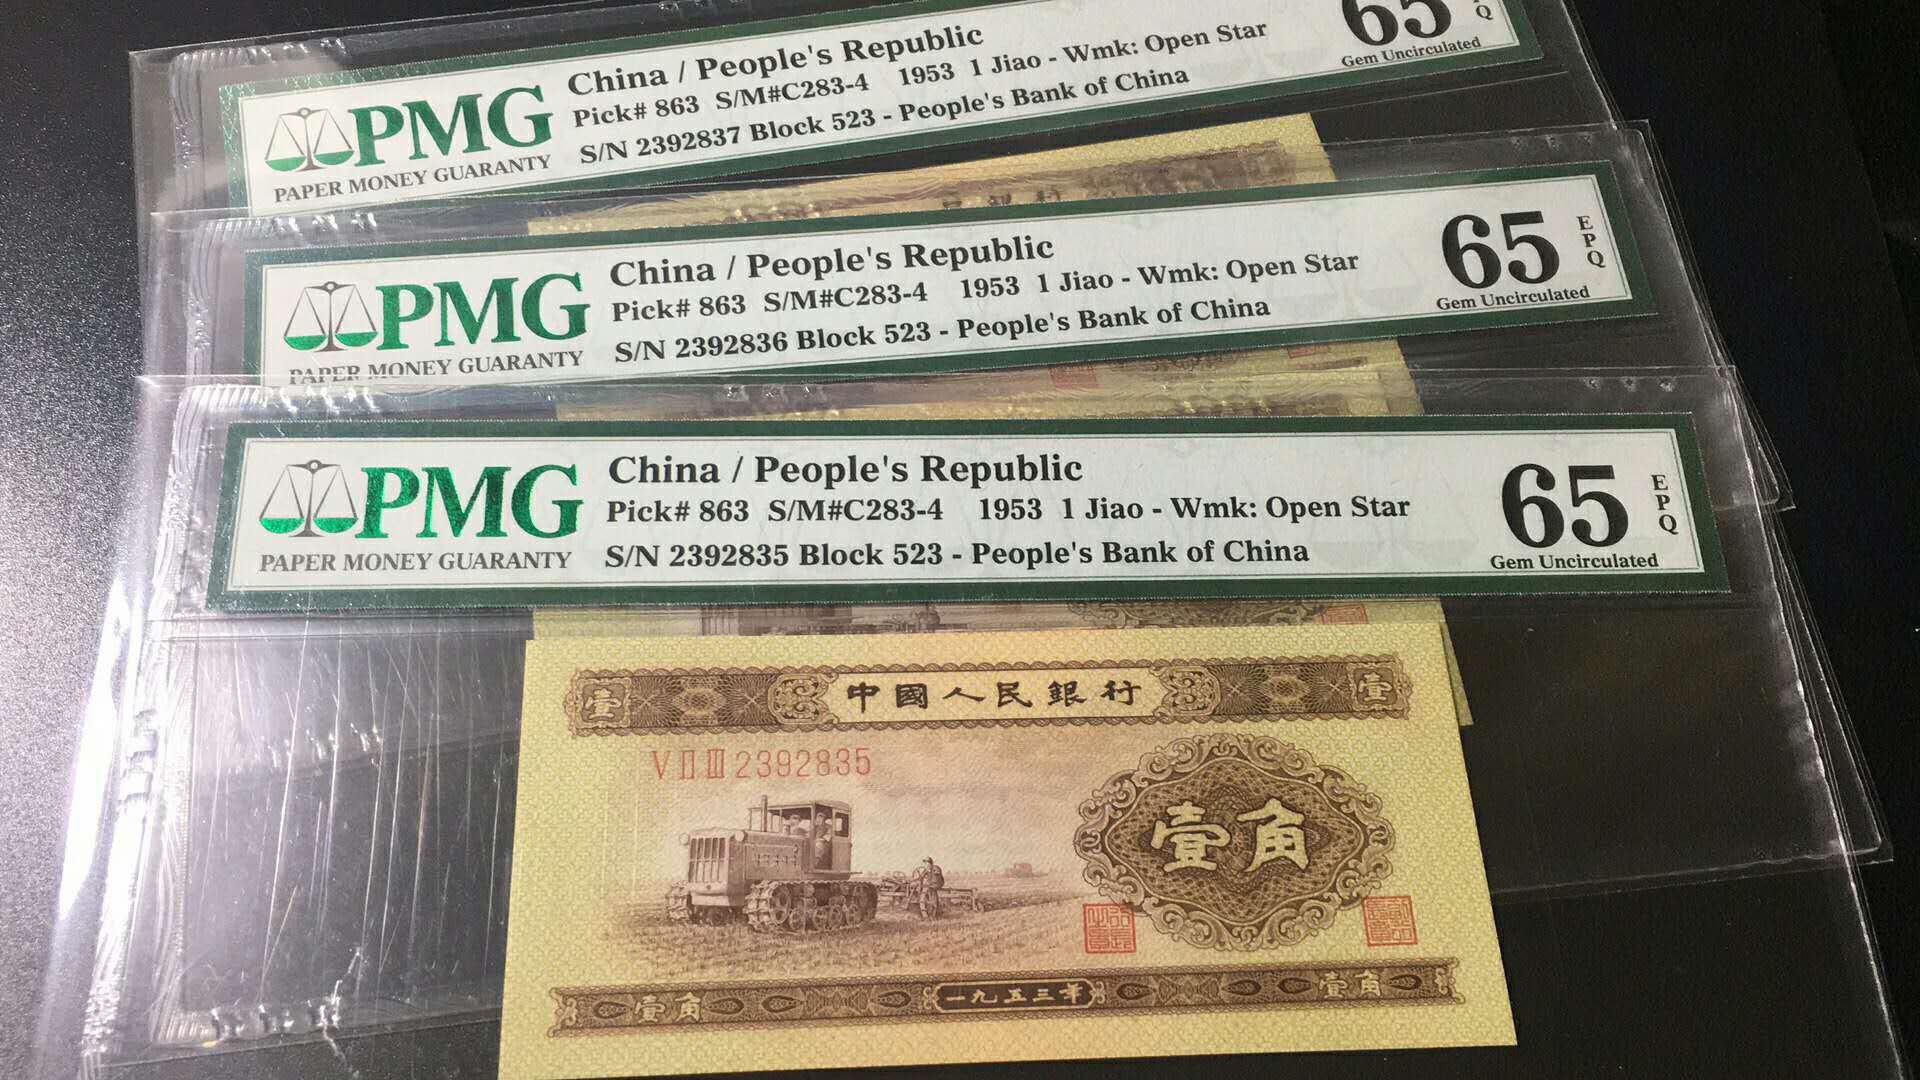 China / People's Republic
Pick# 863 S/M#C283-4 1953 1 Jiao - Wmk: Open Star
S/N 2392837 Block 523 - People's Bank of China
PMG
PAPER MONEY GUARANTY
65
Q
Gem Uncirculated
China / People's Republic
Pick# 863 S/M#C283-4 1953 1 Jiao - Wmk: Open Star
S/N 2392836 Block 523 - People's Bank of China
PMG
PAPER MONEY GUARANTY
65
EPQ
Gem Uncirculated
China / People's Republic
Pick# 863 S/M#C283-4 1953 1 Jiao - Wmk: Open Star
S/N 2392835 Block 523 - People's Bank of China
PMG
PAPER MONEY GUARANTY
65
EPQ
Gem Uncirculated
壹 中國人民銀行 壹
ⅤⅡⅢ 2392835
壹角
壹角 一九五三年 壹角